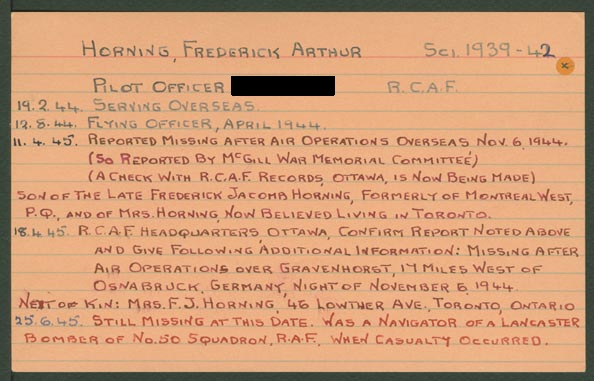 HORNING, FREDERICK ARTHUR SCI. 1939-42
PILOT OFFICER R.C.A.F.
19.2.44. SERVING OVERSEAS.
12.8.44. FLYING OFFICER, APRIL 1944.
11.4.45. REPORTED MISSING AFTER AIR OPERATIONS OVERSEAS, NOV. 6, 1944.
(SO REPORTED BY MCGILL WAR MEMORIAL COMMITTEE)
(A CHECK WITH R.C.A.F. RECORDS, OTTAWA, IS NOW BEING MADE)
SON OF THE LATE FREDERICK JACOMB HORNING, FORMERLY OF MONTREAL WEST,
P.Q., AND OF MRS. HORNING, NOW BELIEVED LIVING IN TORONTO.
18.4.45. R.C.A.F. HEADQUARTERS, OTTAWA, CONFIRM REPORT NOTED ABOVE
AND GIVE FOLLOWING ADDITIONAL INFORMATION: MISSING AFTER
AIR OPERATIONS OVER GRAVENHORST, 17 MILES WEST OF
OSNABRUCK, GERMANY, NIGHT OF NOVEMBER 6, 1944.
NEXT OF KIN: MRS. F.J. HORNING, 46 LOWTHER AVE., TORONTO, ONTARIO
25.6.45. STILL MISSING AT THIS DATE. WAS A NAVIGATOR OF A LANCASTER
BOMBER OF NO. 50 SQUADRON, R.A.F., WHEN CASUALTY OCCURRED.